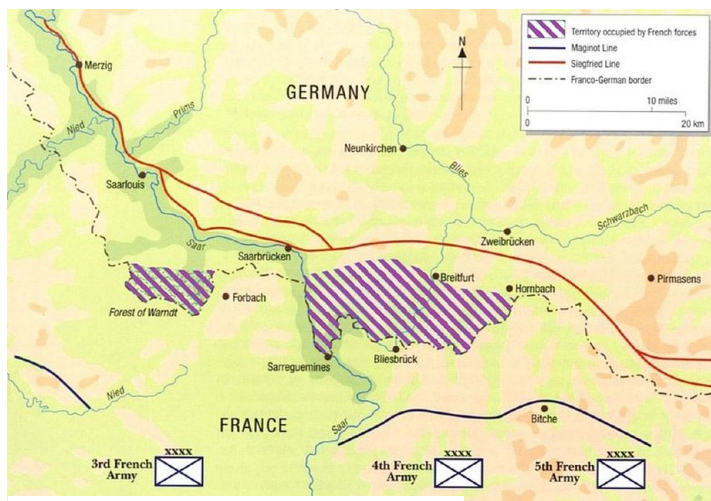 Territory occupied by French forces
Maginot Line
Siegfried Line
Franco-German border
0
10 miles
0
20 km
N
Merzig
GERMANY
Prims
Nied
Neunkirchen
Blies
Saarlouis
Schwarzbach
Saar
Zweibrücken
Saarbrücken
Breitfurt
Pirmasens
Hornbach
Forbach
Forest of Warndt
Bliesbrück
Sarreguemines
Nied
FRANCE
Saar
Bitche
xxxx
3rd French
Army
xxxx
4th French
Army
xxxx
5th French
Army